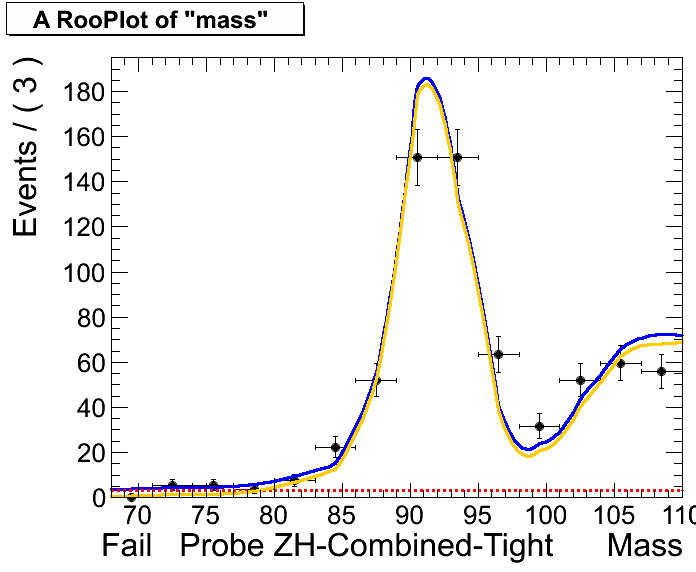 A RooPlot of "mass"
Events / ( 3 )
180
160
140
120
100
80
60
40
20
0
70 75 80 85 90 95 100 105 110
Fail Probe ZH-Combined-Tight Mass